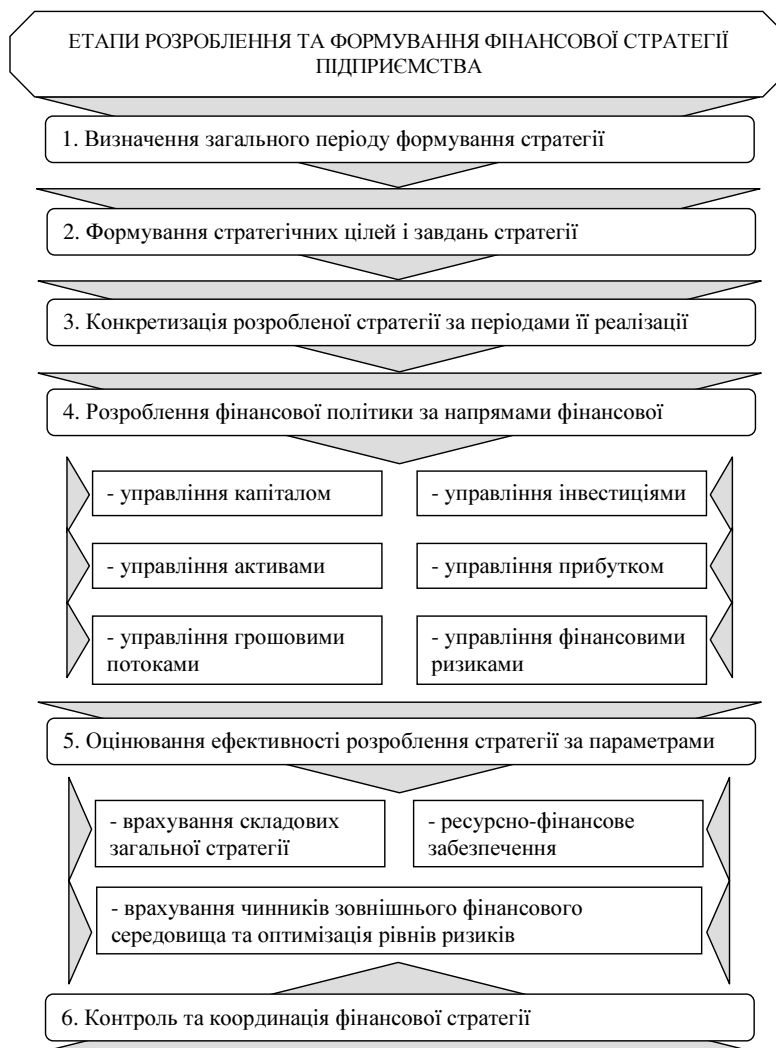 ЕТАПИ РОЗРОБЛЕННЯ ТА ФОРМУВАННЯ ФІНАНСОВОЇ СТРАТЕГІЇ
ПІДПРИЄМСТВА
1. Визначення загального періоду формування стратегії
2. Формування стратегічних цілей і завдань стратегії
3. Конкретизація розробленої стратегії за періодами її реалізації
4. Розроблення фінансової політики за напрямами фінансової
- управління капіталом
- управління інвестиціями
- управління активами
- управління прибутком
- управління грошовими
потоками
- управління фінансовими
ризиками
5. Оцінювання ефективності розроблення стратегії за параметрами
- врахування складових
загальної стратегії
- ресурсно-фінансове
забезпечення
- врахування чинників зовнішнього фінансового
середовища та оптимізація рівнів ризиків
6. Контроль та координація фінансової стратегії